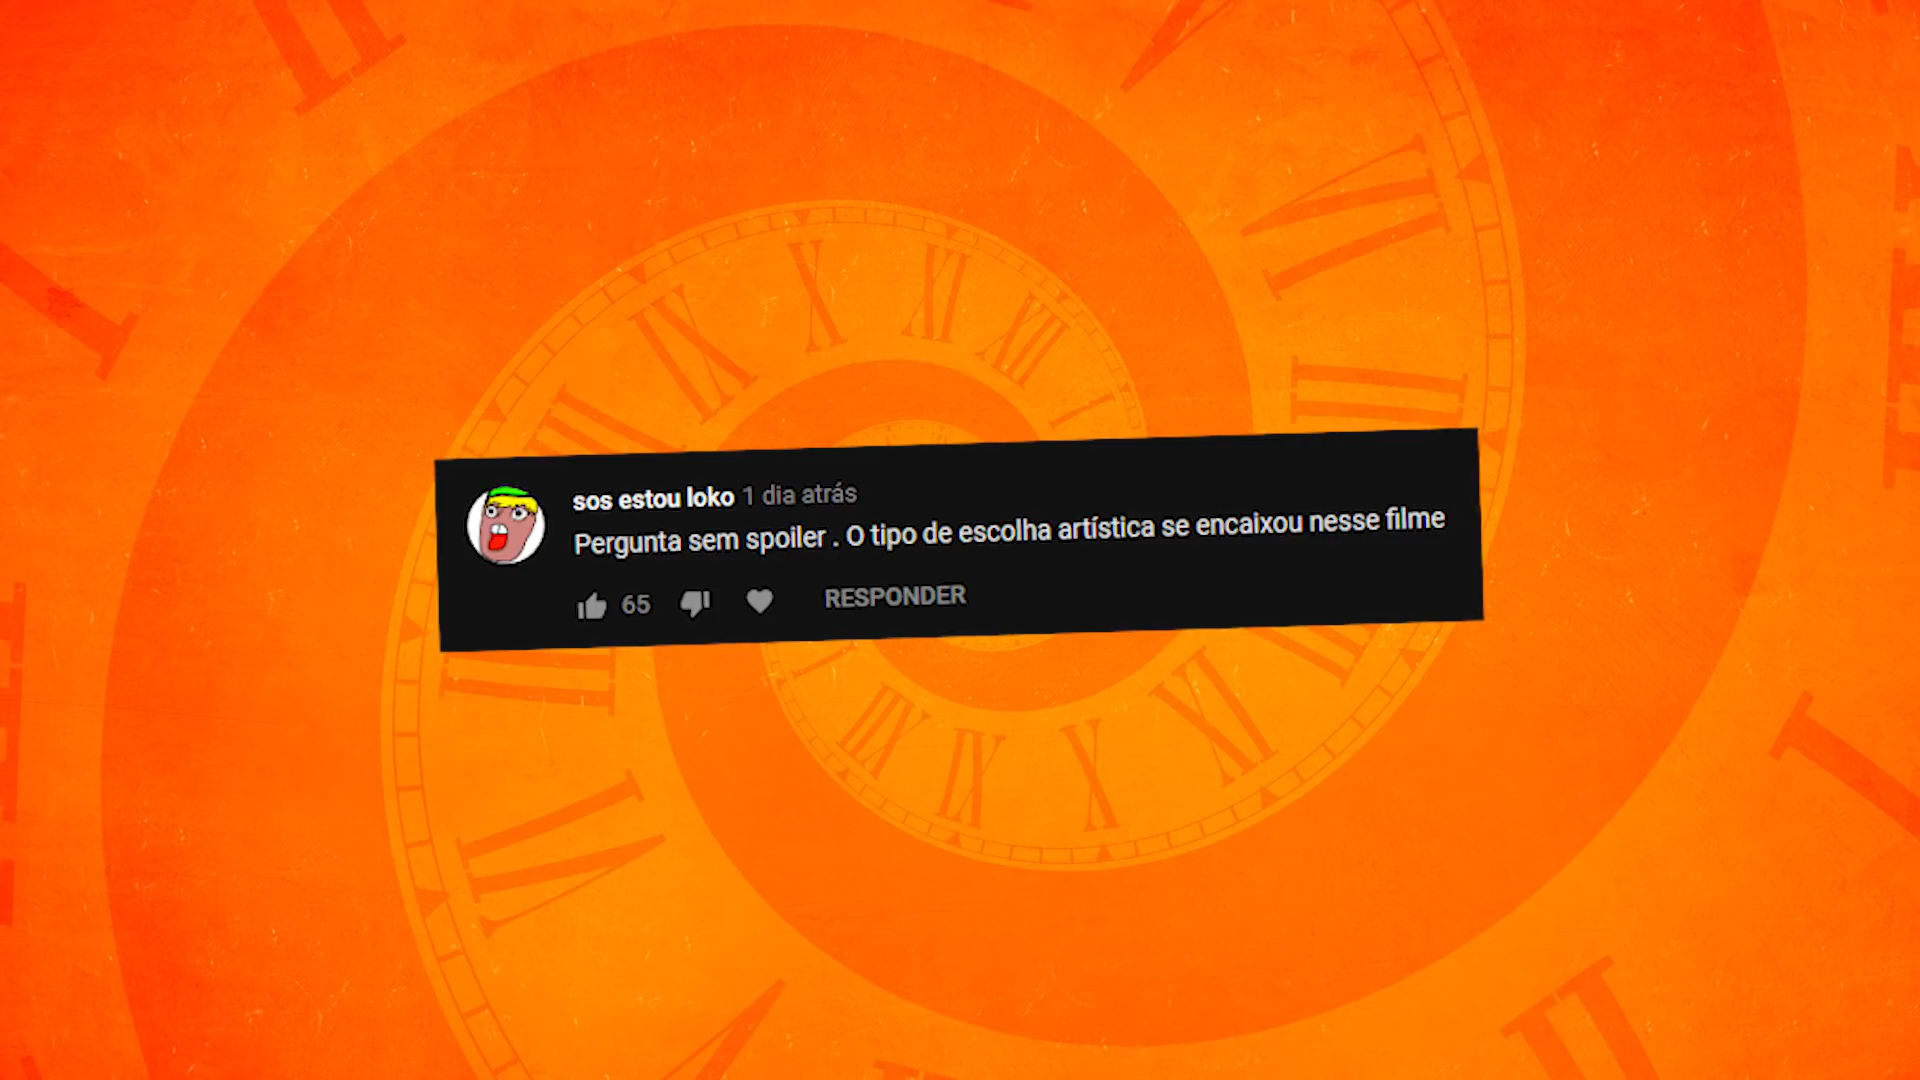 sos estou loko 1 dia atrás
Pergunta sem spoiler . O tipo de escolha artística se encaixou nesse filme
65 RESPONDER